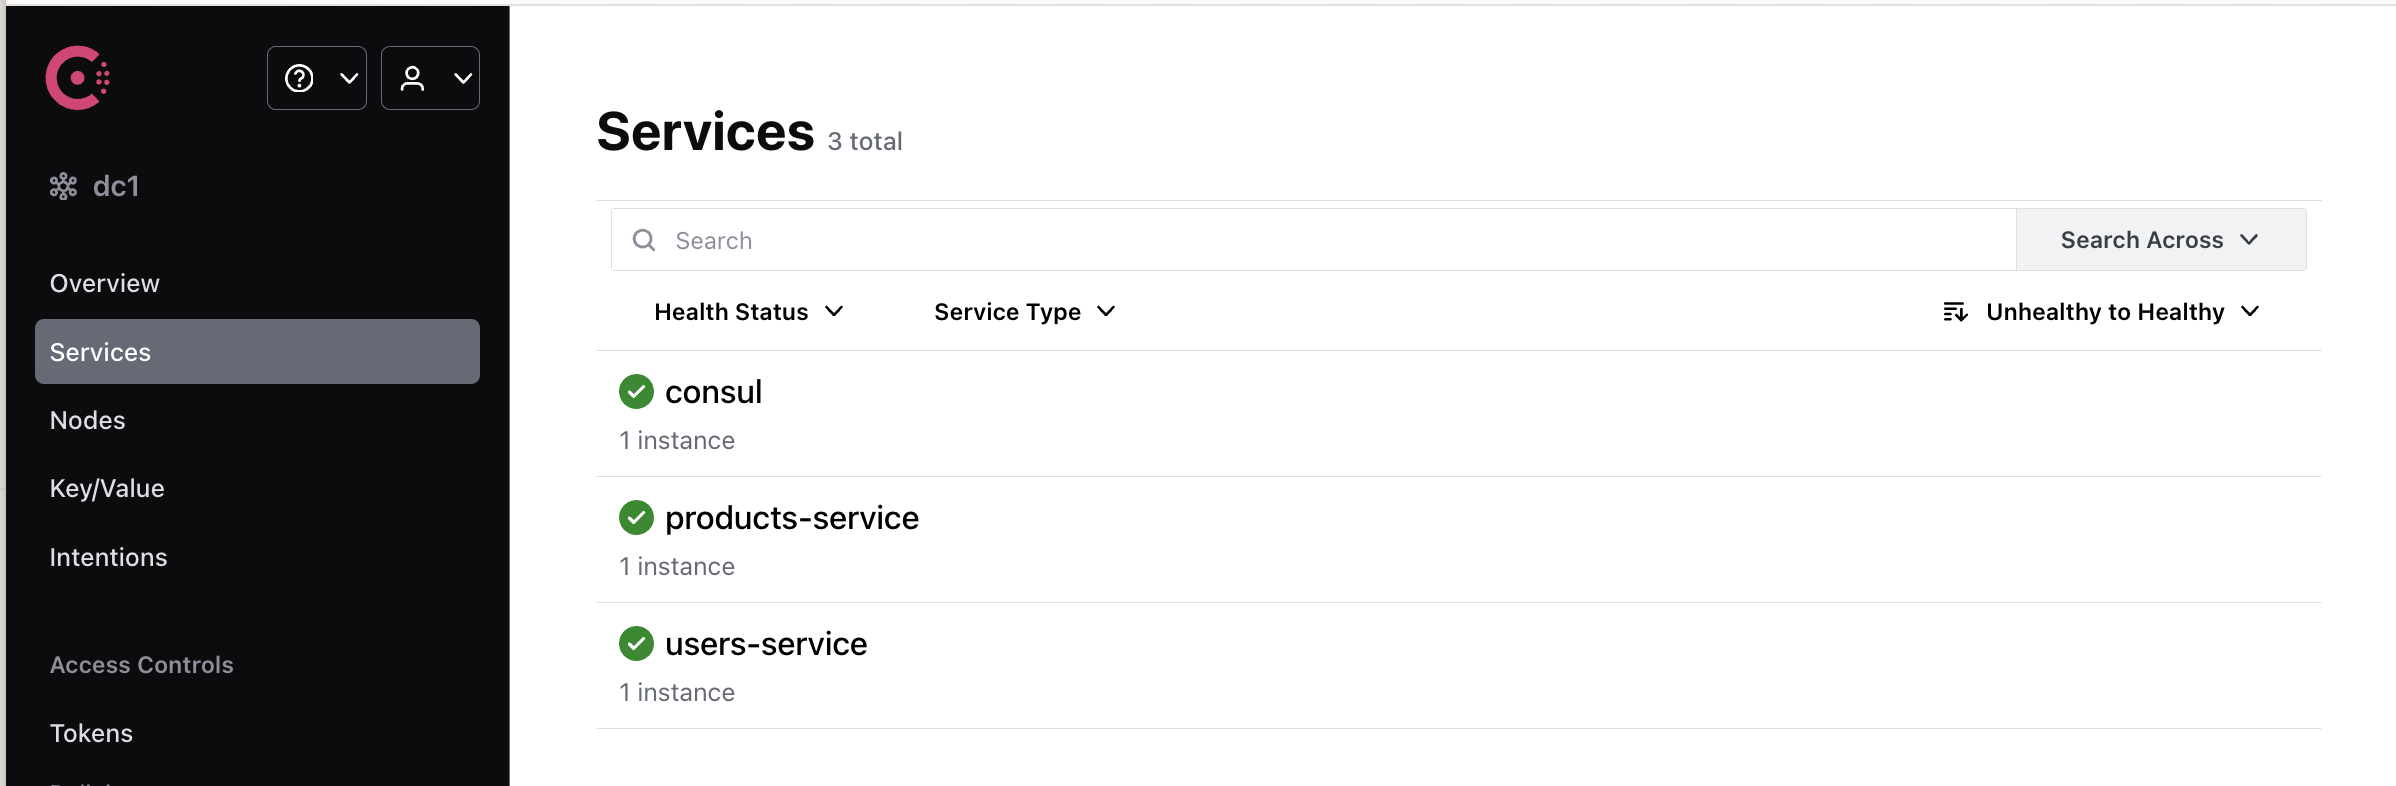 dc1
Overview
Services
Nodes
Key/Value
Intentions
Access Controls
Tokens
Services 3 total
Search
Search Across
Health Status
Service Type
Unhealthy to Healthy
consul
1 instance
products-service
1 instance
users-service
1 instance